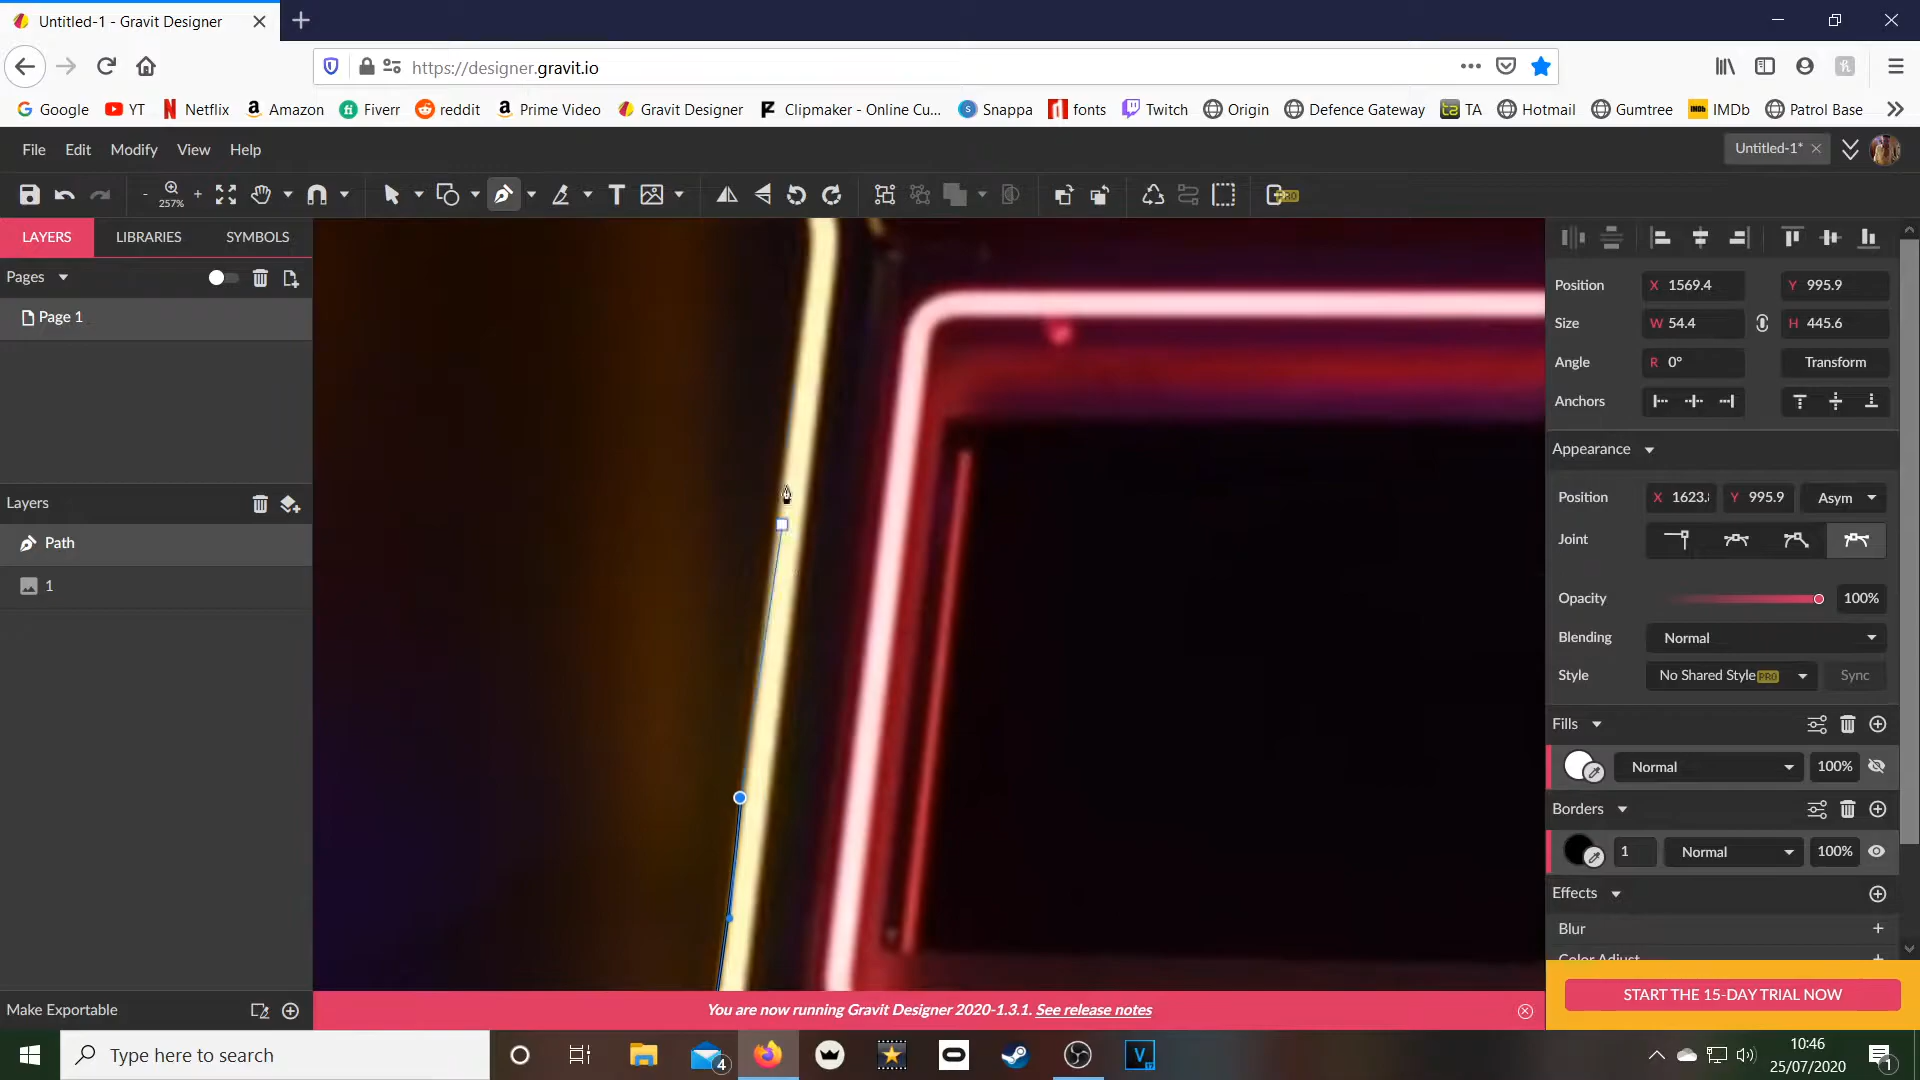 Untitled-1 - Gravit Designer
https://designer.gravit.io
Google YT Netflix Amazon Fiverr reddit Prime Video Gravit Designer Clipmaker - Online Cu... Snappa fonts Twitch Origin Defence Gateway TA Hotmail Gumtree IMDb Patrol Base
File Edit Modify View Help
Untitled-1*
- 257% + PRO
LAYERS LIBRARIES SYMBOLS
Pages
Page 1
Layers
Path
1
Make Exportable
Position X 1569.4 Y 995.9
Size W 54.4 H 445.6
Angle R 0° Transform
Anchors
Appearance
Position X 1623. Y 995.9 Asym
Joint
Opacity 100%
Blending Normal
Style No Shared Style PRO Sync
Fills
Normal 100%
Borders
1 Normal 100%
Effects
Blur
Color Adjust
START THE 15-DAY TRIAL NOW
You are now running Gravit Designer 2020-1.3.1. See release notes
Type here to search
4
V
10:46
25/07/2020
1